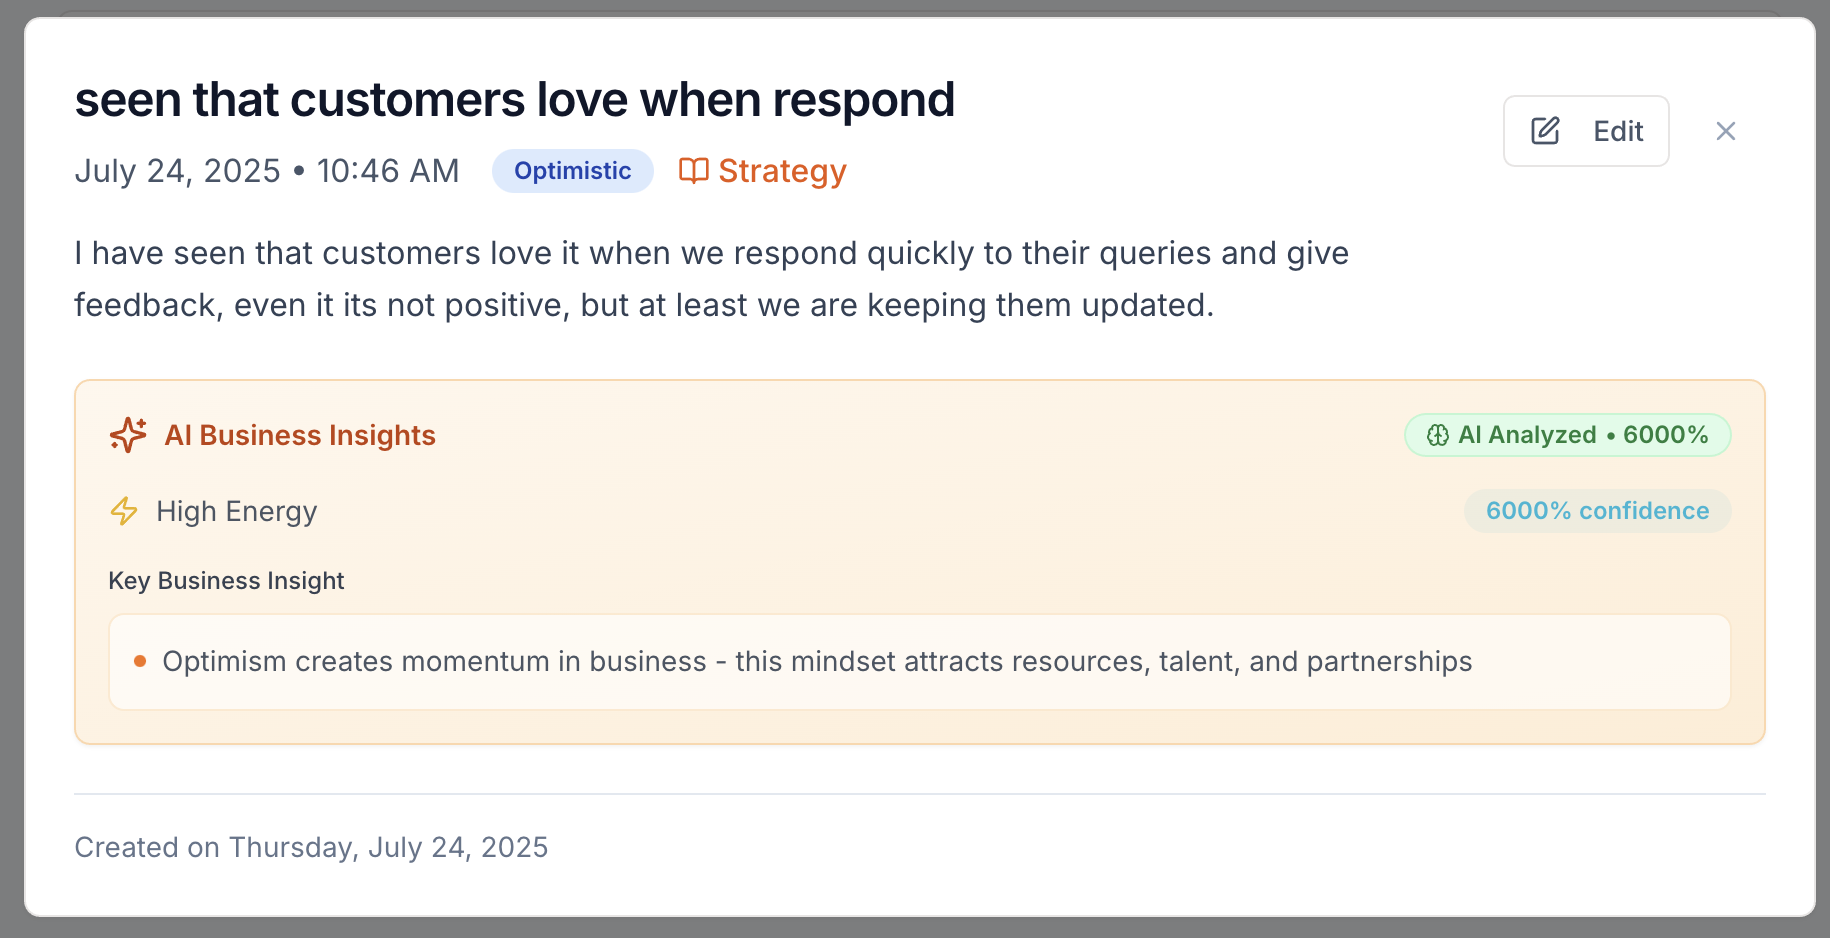 seen that customers love when respond
Edit
July 24, 2025 • 10:46 AM Optimistic Strategy
I have seen that customers love it when we respond quickly to their queries and give
feedback, even it its not positive, but at least we are keeping them updated.
AI Business Insights
AI Analyzed • 6000%
High Energy
6000% confidence
Key Business Insight
Optimism creates momentum in business - this mindset attracts resources, talent, and partnerships
Created on Thursday, July 24, 2025